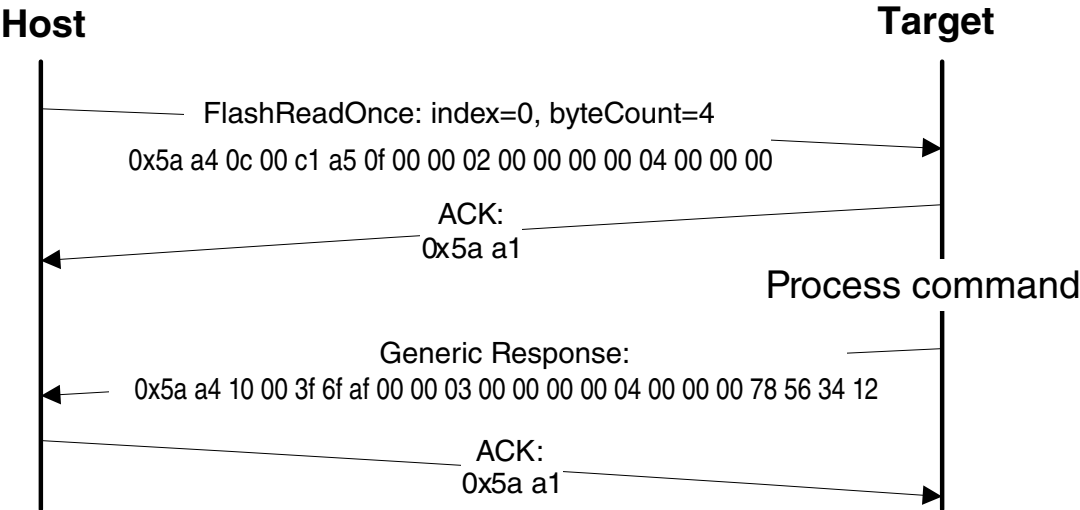 Host
Target
FlashReadOnce: index=0, byteCount=4
0x5a a4 0c 00 c1 a5 0f 00 00 02 00 00 00 00 04 00 00 00
ACK:
0x5a a1
Process command
Generic Response:
0x5a a4 10 00 3f 6f af 00 00 03 00 00 00 00 04 00 00 00 78 56 34 12
ACK:
0x5a a1